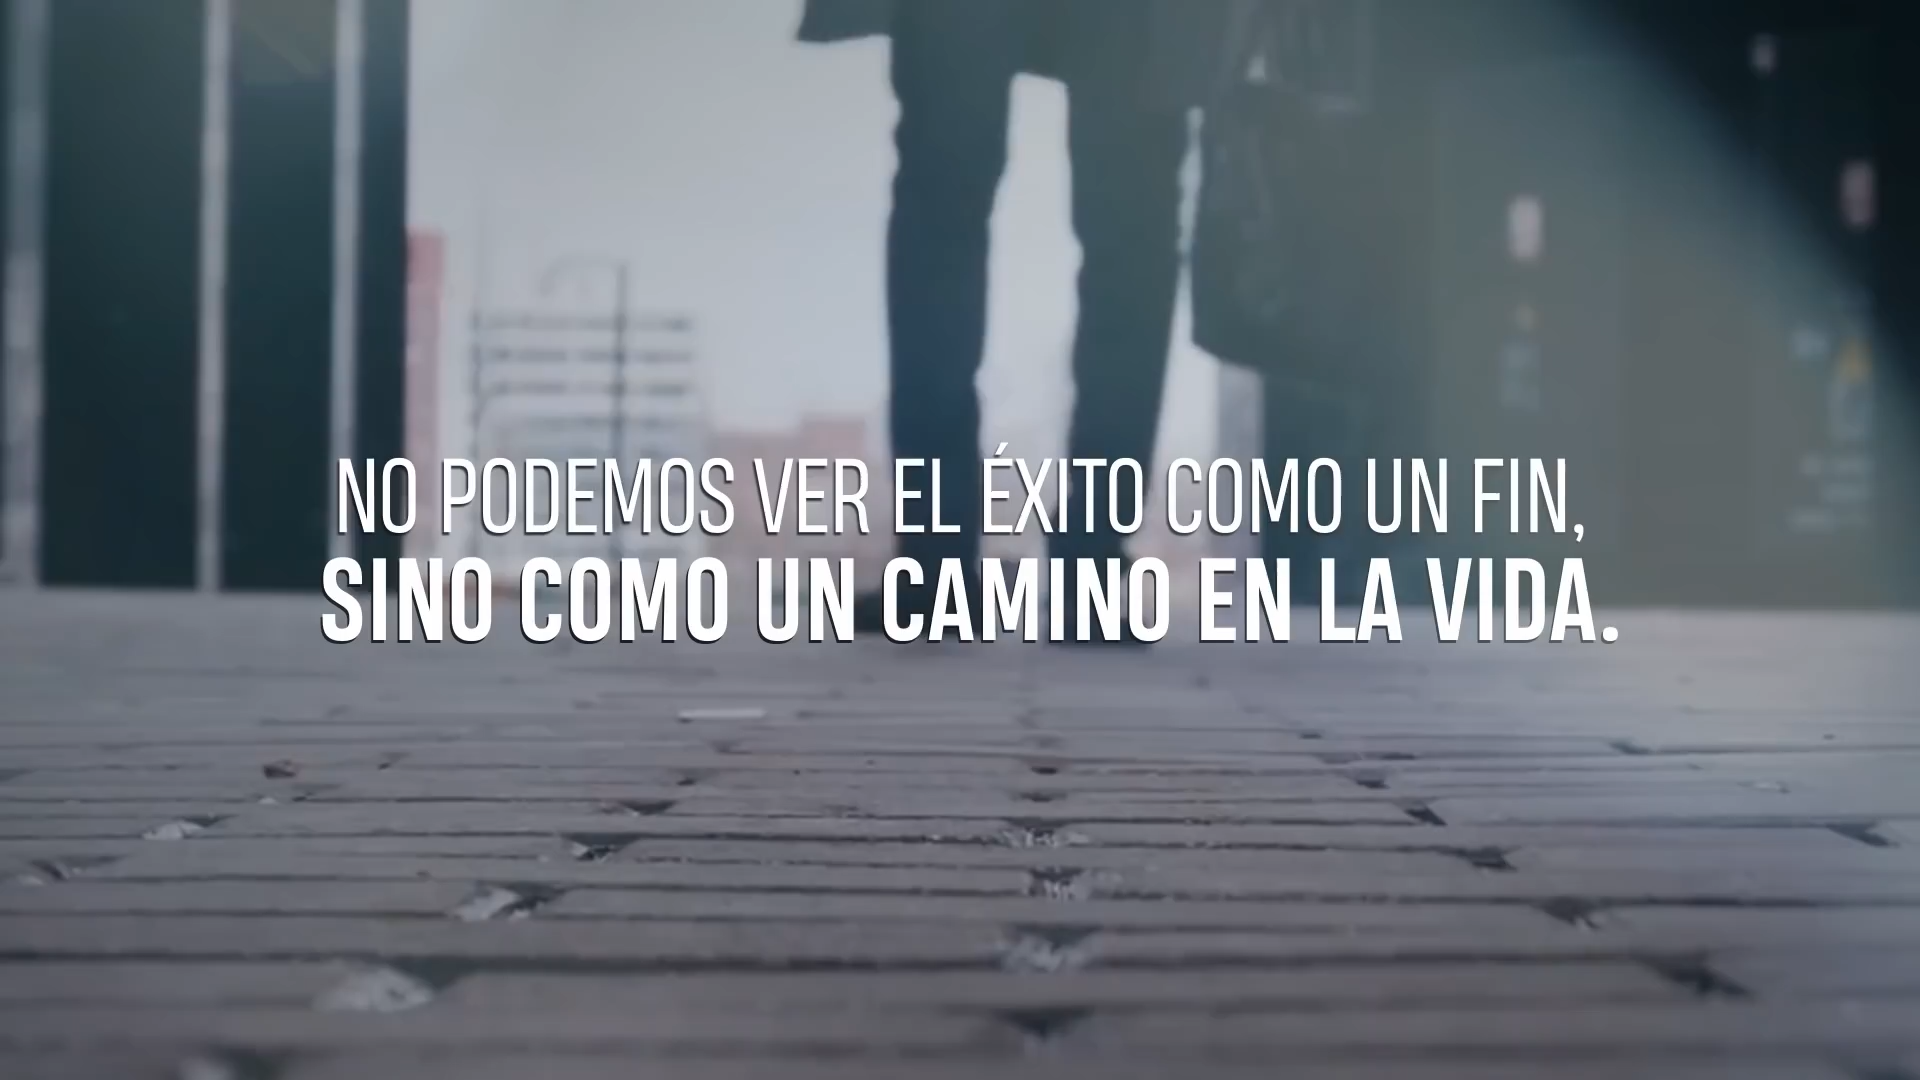 NO PODEMOS VER EL ÉXITO COMO UN FIN,
SINO COMO UN CAMINO EN LA VIDA.